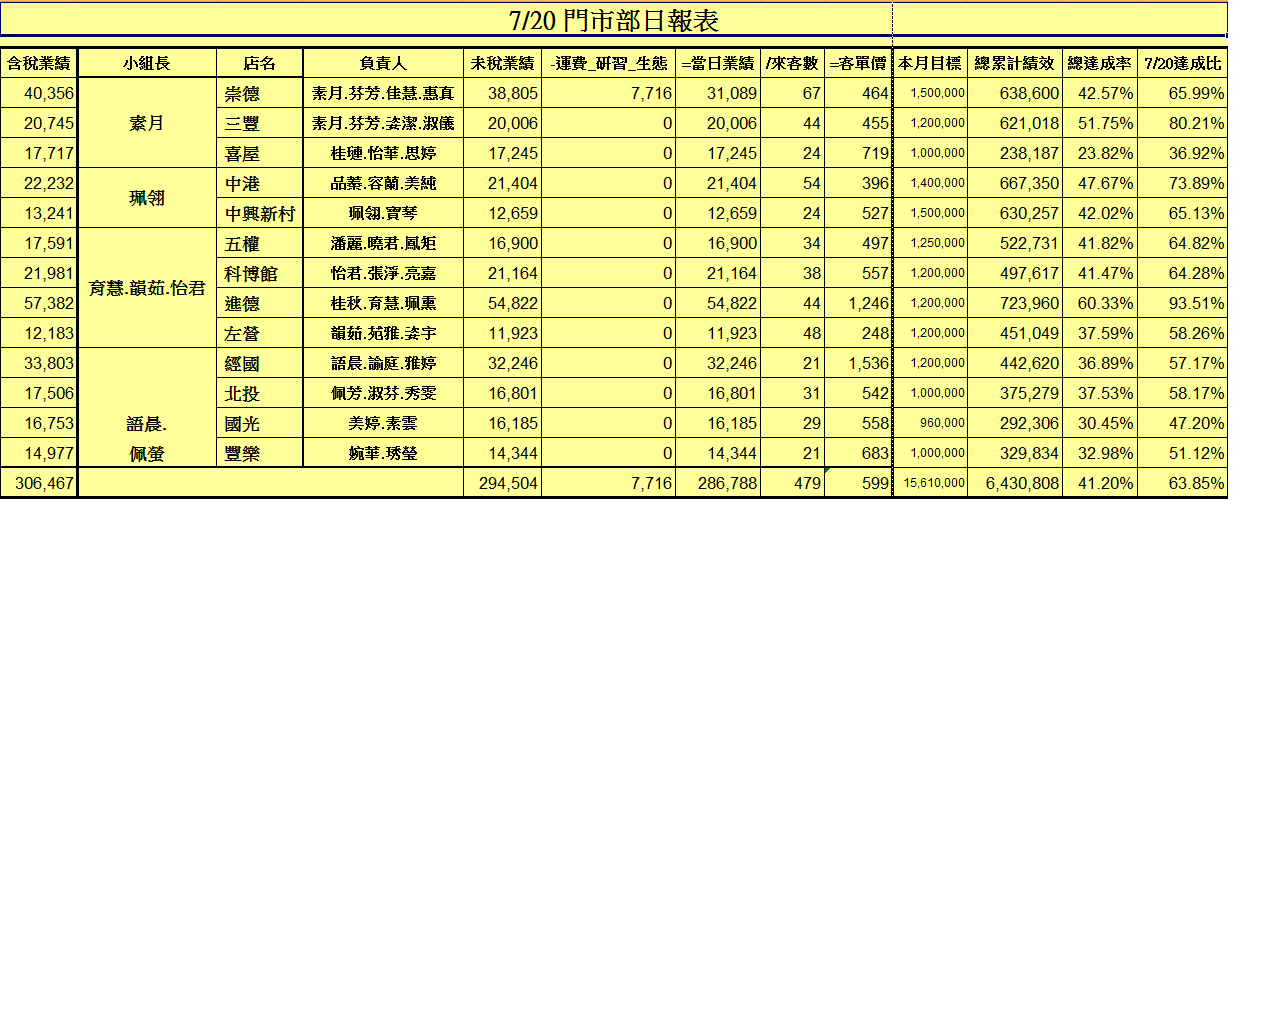 7/20 門市部日報表
含稅業績 小組長 店名 負責人 未稅業績 -運費_研習_生態 =當日業績 /來客數 =客單價 本月目標 總累計績效 總達成率 7/20達成比
40,356 素月 崇德 素月.芬芳.佳慧.惠真 38,805 7,716 31,089 67 464 1,500,000 638,600 42.57% 65.99%
20,745 三豐 素月.芬芳.姿潔.淑儀 20,006 0 20,006 44 455 1,200,000 621,018 51.75% 80.21%
17,717 喜屋 桂璉.怡華.思婷 17,245 0 17,245 24 719 1,000,000 238,187 23.82% 36.92%
22,232 珮翎 中港 品蓁.容蘭.美純 21,404 0 21,404 54 396 1,400,000 667,350 47.67% 73.89%
13,241 中興新村 珮翎.寶琴 12,659 0 12,659 24 527 1,500,000 630,257 42.02% 65.13%
17,591 育慧.韻茹.怡君 五權 潘麗.曉君.鳳矩 16,900 0 16,900 34 497 1,250,000 522,731 41.82% 64.82%
21,981 科博館 怡君.張淨.亮嘉 21,164 0 21,164 38 557 1,200,000 497,617 41.47% 64.28%
57,382 進德 桂秋.育慧.珮熏 54,822 0 54,822 44 1,246 1,200,000 723,960 60.33% 93.51%
12,183 左營 韻茹.苑雅.姿宇 11,923 0 11,923 48 248 1,200,000 451,049 37.59% 58.26%
33,803 經國 語晨.諭庭.雅婷 32,246 0 32,246 21 1,536 1,200,000 442,620 36.89% 57.17%
17,506 北投 佩芳.淑芬.秀雯 16,801 0 16,801 31 542 1,000,000 375,279 37.53% 58.17%
16,753 語晨. 國光 美婷.素雲 16,185 0 16,185 29 558 960,000 292,306 30.45% 47.20%
14,977 佩螢 豐樂 婉華.琇瑩 14,344 0 14,344 21 683 1,000,000 329,834 32.98% 51.12%
306,467 294,504 7,716 286,788 479 599 15,610,000 6,430,808 41.20% 63.85%